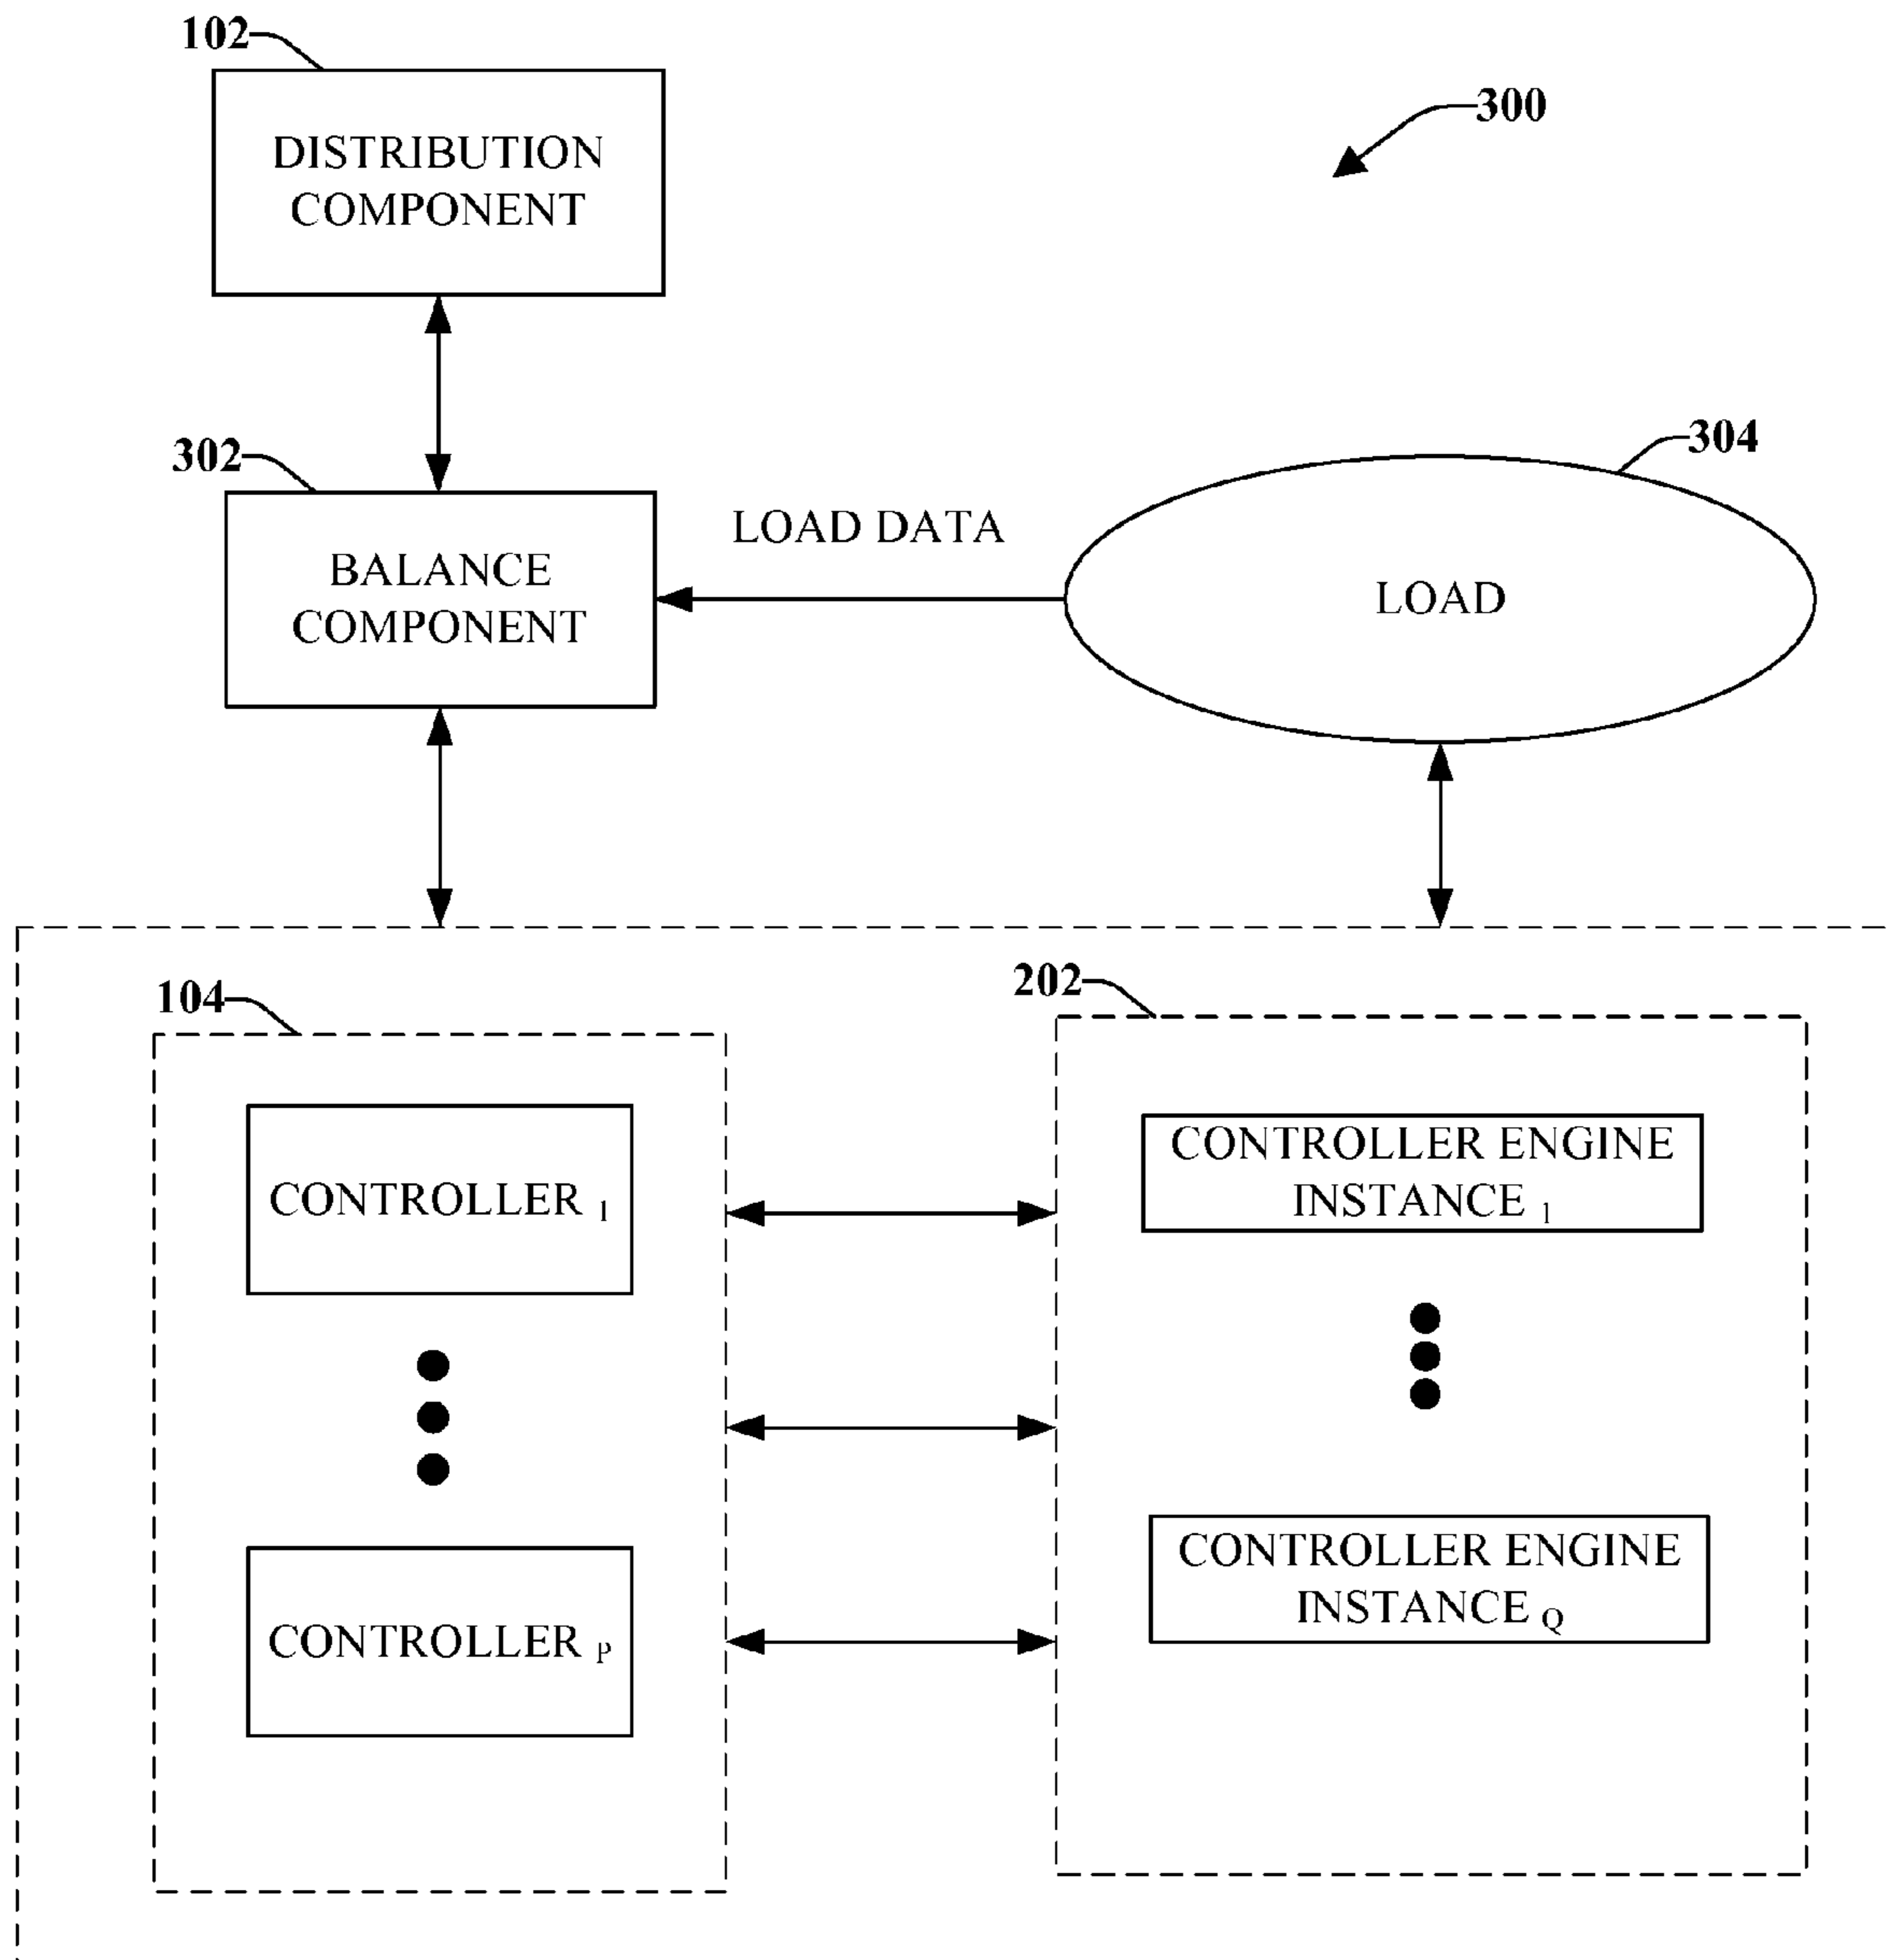 102
DISTRIBUTION
COMPONENT
300
302
BALANCE
COMPONENT
LOAD DATA
304
LOAD
104
CONTROLLER 1
CONTROLLER P
202
CONTROLLER ENGINE
INSTANCE 1
CONTROLLER ENGINE
INSTANCE Q